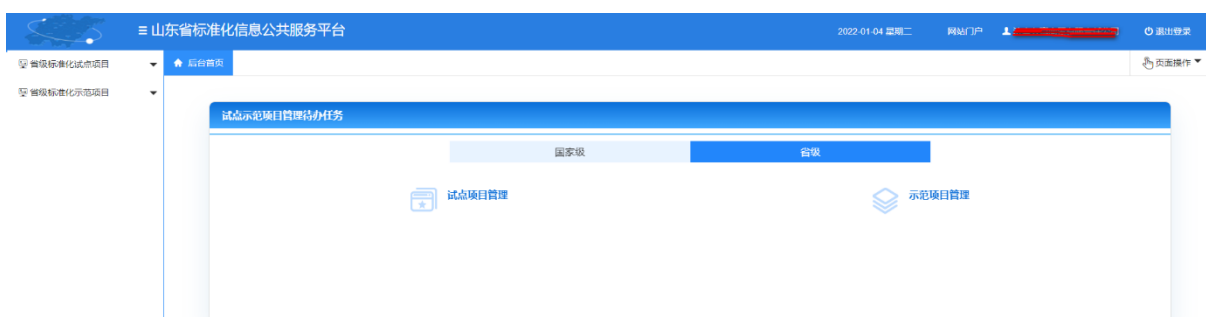 山东省标准化信息公共服务平台
2022-01-04 星期二 网站门户 退出登录
省级标准化试点项目 后台首页 页面操作
省级标准化示范项目
试点示范项目管理待办任务
国家级 省级
试点项目管理 示范项目管理